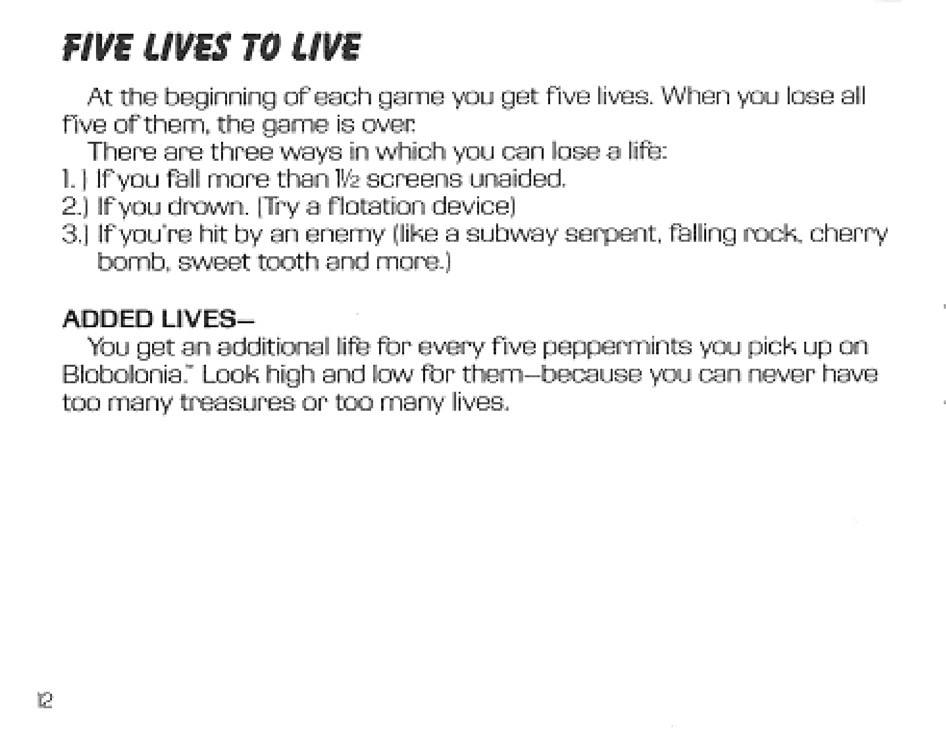 FIVE LIVES TO LIVE
At the beginning of each game you get five lives. When you lose all
five of them, the game is over.
There are three ways in which you can lose a life:
1.) If you fall more than 1½ screens unaided.
2.) If you drown. (Try a flotation device)
3.) If you're hit by an enemy (like a subway serpent, falling rock, cherry
bomb, sweet tooth and more.)
ADDED LIVES—
You get an additional life for every five peppermints you pick up on
Blobolonia.™ Look high and low for them—because you can never have
too many treasures or too many lives.
12